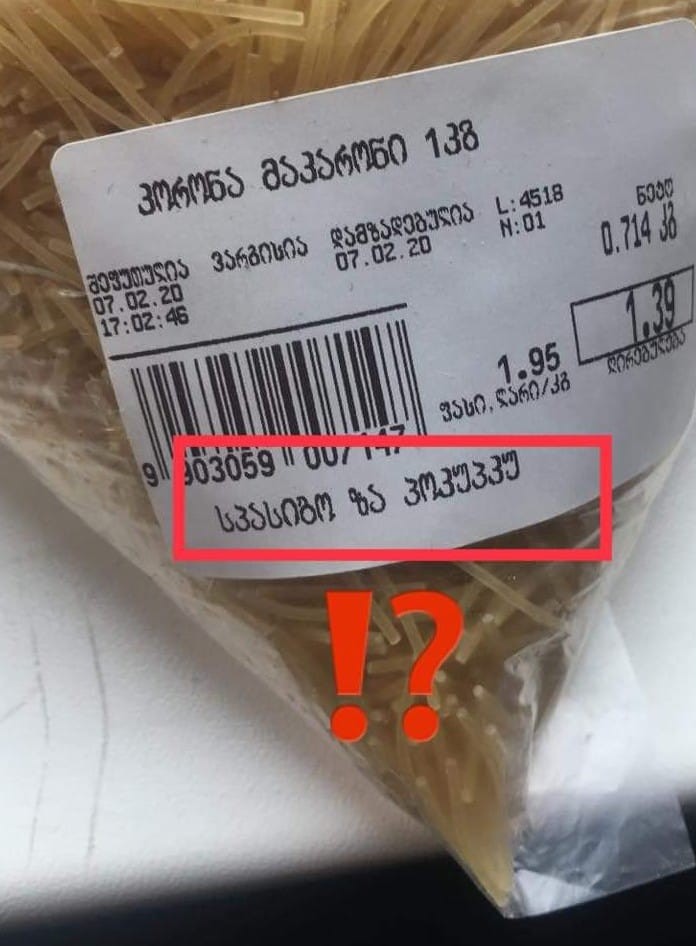 კორონა მაკარონი 1კგ
ნეტო
შეფუთულია ვარგისია დამზადებულია L:4518
07.02.20 07.02.20 N:01 0.714 კგ
17:02:46
1.39
1.95 ღირებულება
ფასი,ლარი/კგ
9 903059 007147
სპასიბო ზა პოკუპკუ
⁉